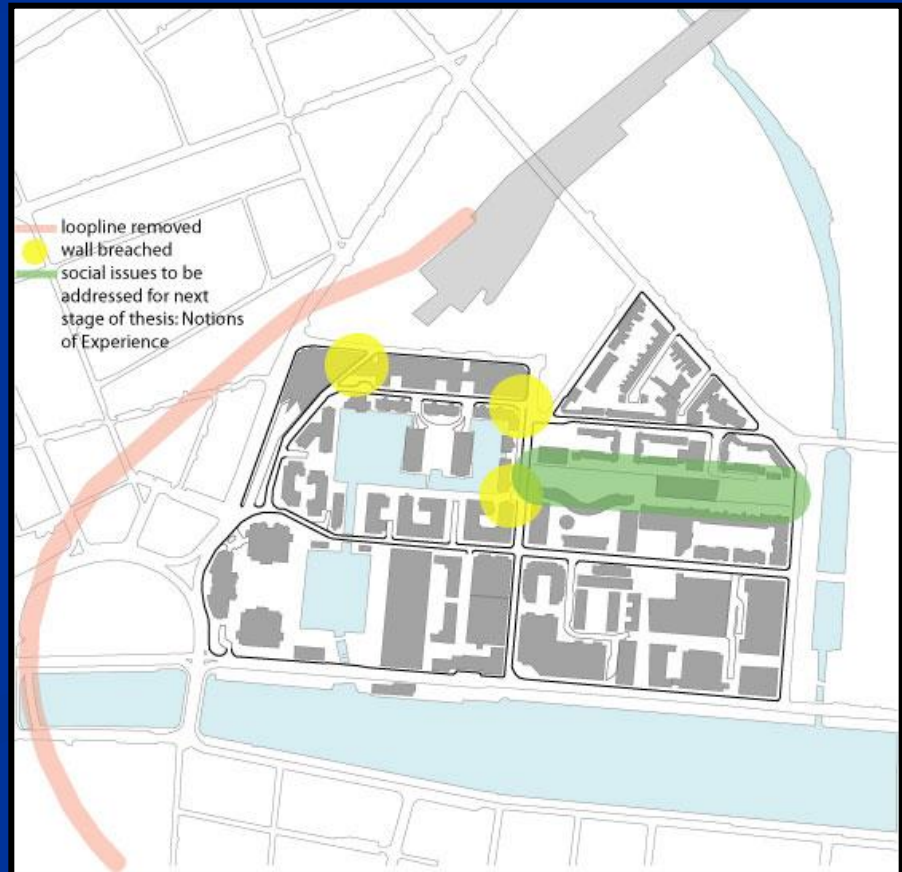 loopline removed
wall breached
social issues to be
addressed for next
stage of thesis: Notions
of Experience